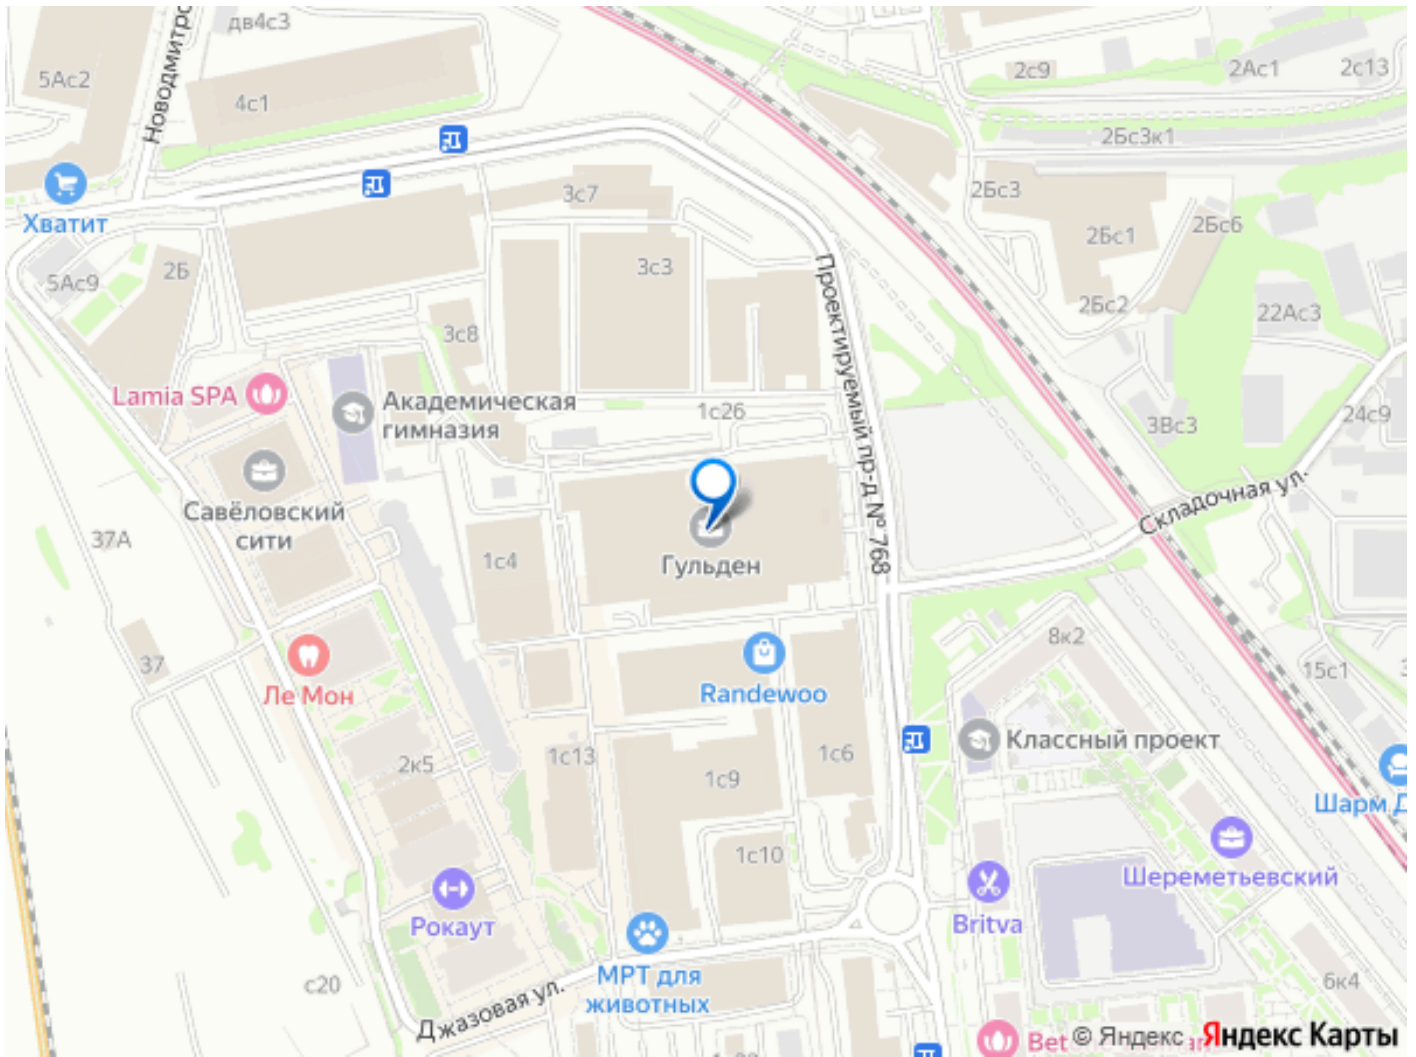 дв4с3
5Ас2
4с1
Новодмитро
2с9
2Ас1
2с13
2Бс3к1
Хватит
3с7
2Бс3
2Бс1
2Бс6
5Ас9
2Б
3с3
2Бс2
22Ас3
3с8
Проектируемый пр-д № 768
Lamia SPA
Академическая
гимназия
1с26
3Вс3
24с9
Савёловский
сити
37А
1с4
Гульден
Складочная ул.
37
Ле Мон
Randewoo
8к2
15с1
2к5
1с13
1с9
1с6
Классный проект
Шарм Д
1с10
Шереметьевский
Рокаут
Britva
МРТ для
животных
с20
Джазовая ул.
6к4
Bet
© Яндекс
Яндекс Карты